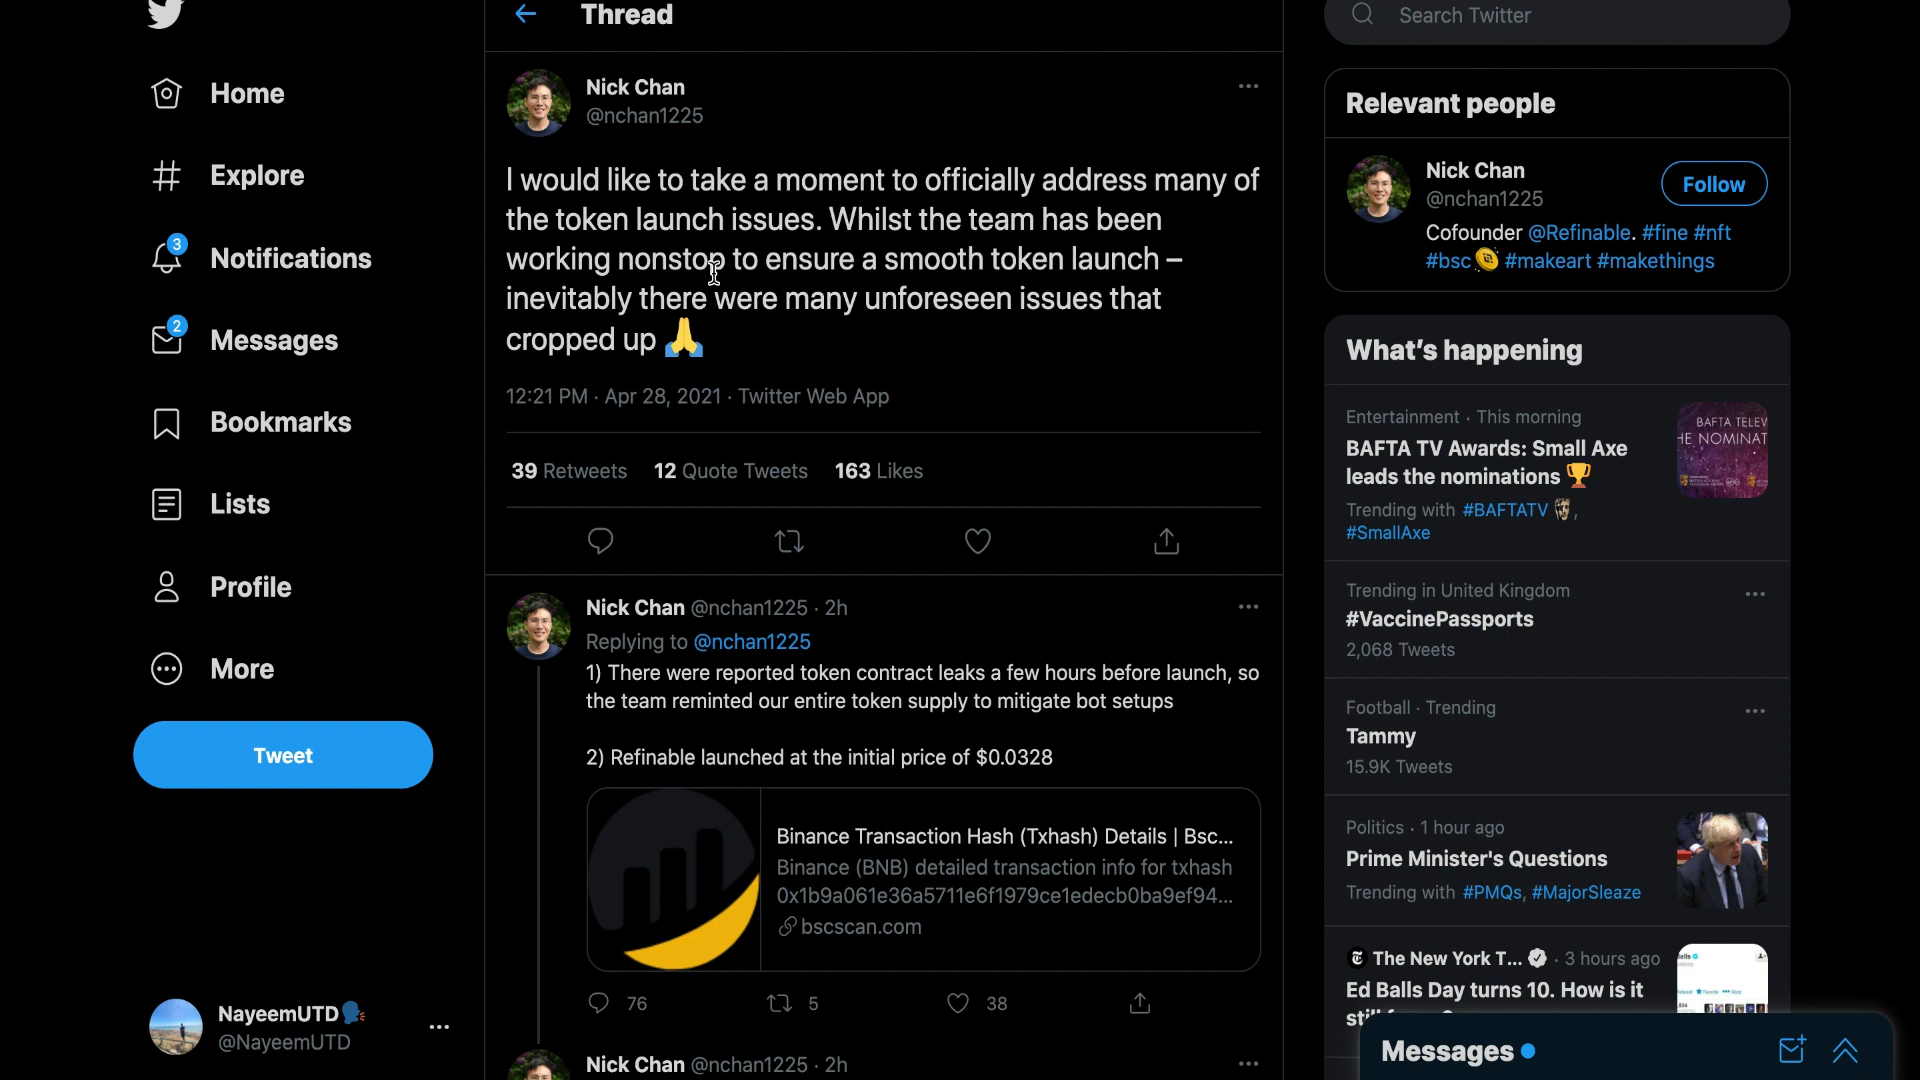 Home
Explore
3
Notifications
2
Messages
Bookmarks
Lists
Profile
More
Tweet
NayeemUTD
@NayeemUTD
Thread
Nick Chan
@nchan1225
I would like to take a moment to officially address many of
the token launch issues. Whilst the team has been
working nonstop to ensure a smooth token launch –
inevitably there were many unforeseen issues that
cropped up 🙏
12:21 PM · Apr 28, 2021 · Twitter Web App
39 Retweets 12 Quote Tweets 163 Likes
Nick Chan @nchan1225 · 2h
Replying to @nchan1225
1) There were reported token contract leaks a few hours before launch, so
the team reminted our entire token supply to mitigate bot setups
2) Refinable launched at the initial price of $0.0328
Binance Transaction Hash (Txhash) Details | Bsc...
Binance (BNB) detailed transaction info for txhash
0x1b9a061e36a5711e6f1979ce1edecb0ba9ef94...
bscscan.com
76 5 38
Nick Chan @nchan1225 · 2h
Search Twitter
Relevant people
Nick Chan
@nchan1225
Follow
Cofounder @Refinable. #fine #nft
#bsc #makeart #makethings
What's happening
Entertainment · This morning
BAFTA TV Awards: Small Axe
leads the nominations 🏆
Trending with #BAFTATV ,
#SmallAxe
BAFTA TELEV
HE NOMINAT
Trending in United Kingdom
#VaccinePassports
2,068 Tweets
Football · Trending
Tammy
15.9K Tweets
Politics · 1 hour ago
Prime Minister's Questions
Trending with #PMQs, #MajorSleaze
The New York T... · 3 hours ago
Ed Balls Day turns 10. How is it
Messages